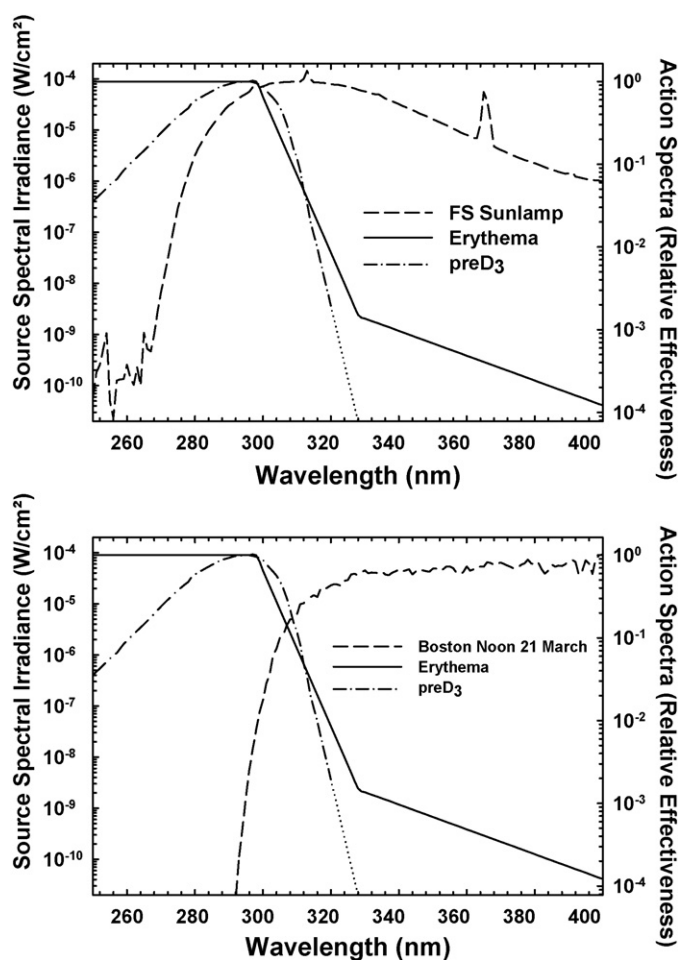 Source Spectral Irradiance (W/cm²)
10⁻⁴
10⁻⁵
10⁻⁶
10⁻⁷
10⁻⁸
10⁻⁹
10⁻¹⁰
FS Sunlamp
Erythema
preD₃
10⁰
10⁻¹
10⁻²
10⁻³
10⁻⁴
Action Spectra (Relative Effectiveness)
260 280 300 320 340 360 380 400
Wavelength (nm)
Source Spectral Irradiance (W/cm²)
10⁻⁴
10⁻⁵
10⁻⁶
10⁻⁷
10⁻⁸
10⁻⁹
10⁻¹⁰
Boston Noon 21 March
Erythema
preD₃
10⁰
10⁻¹
10⁻²
10⁻³
10⁻⁴
Action Spectra (Relative Effectiveness)
260 280 300 320 340 360 380 400
Wavelength (nm)